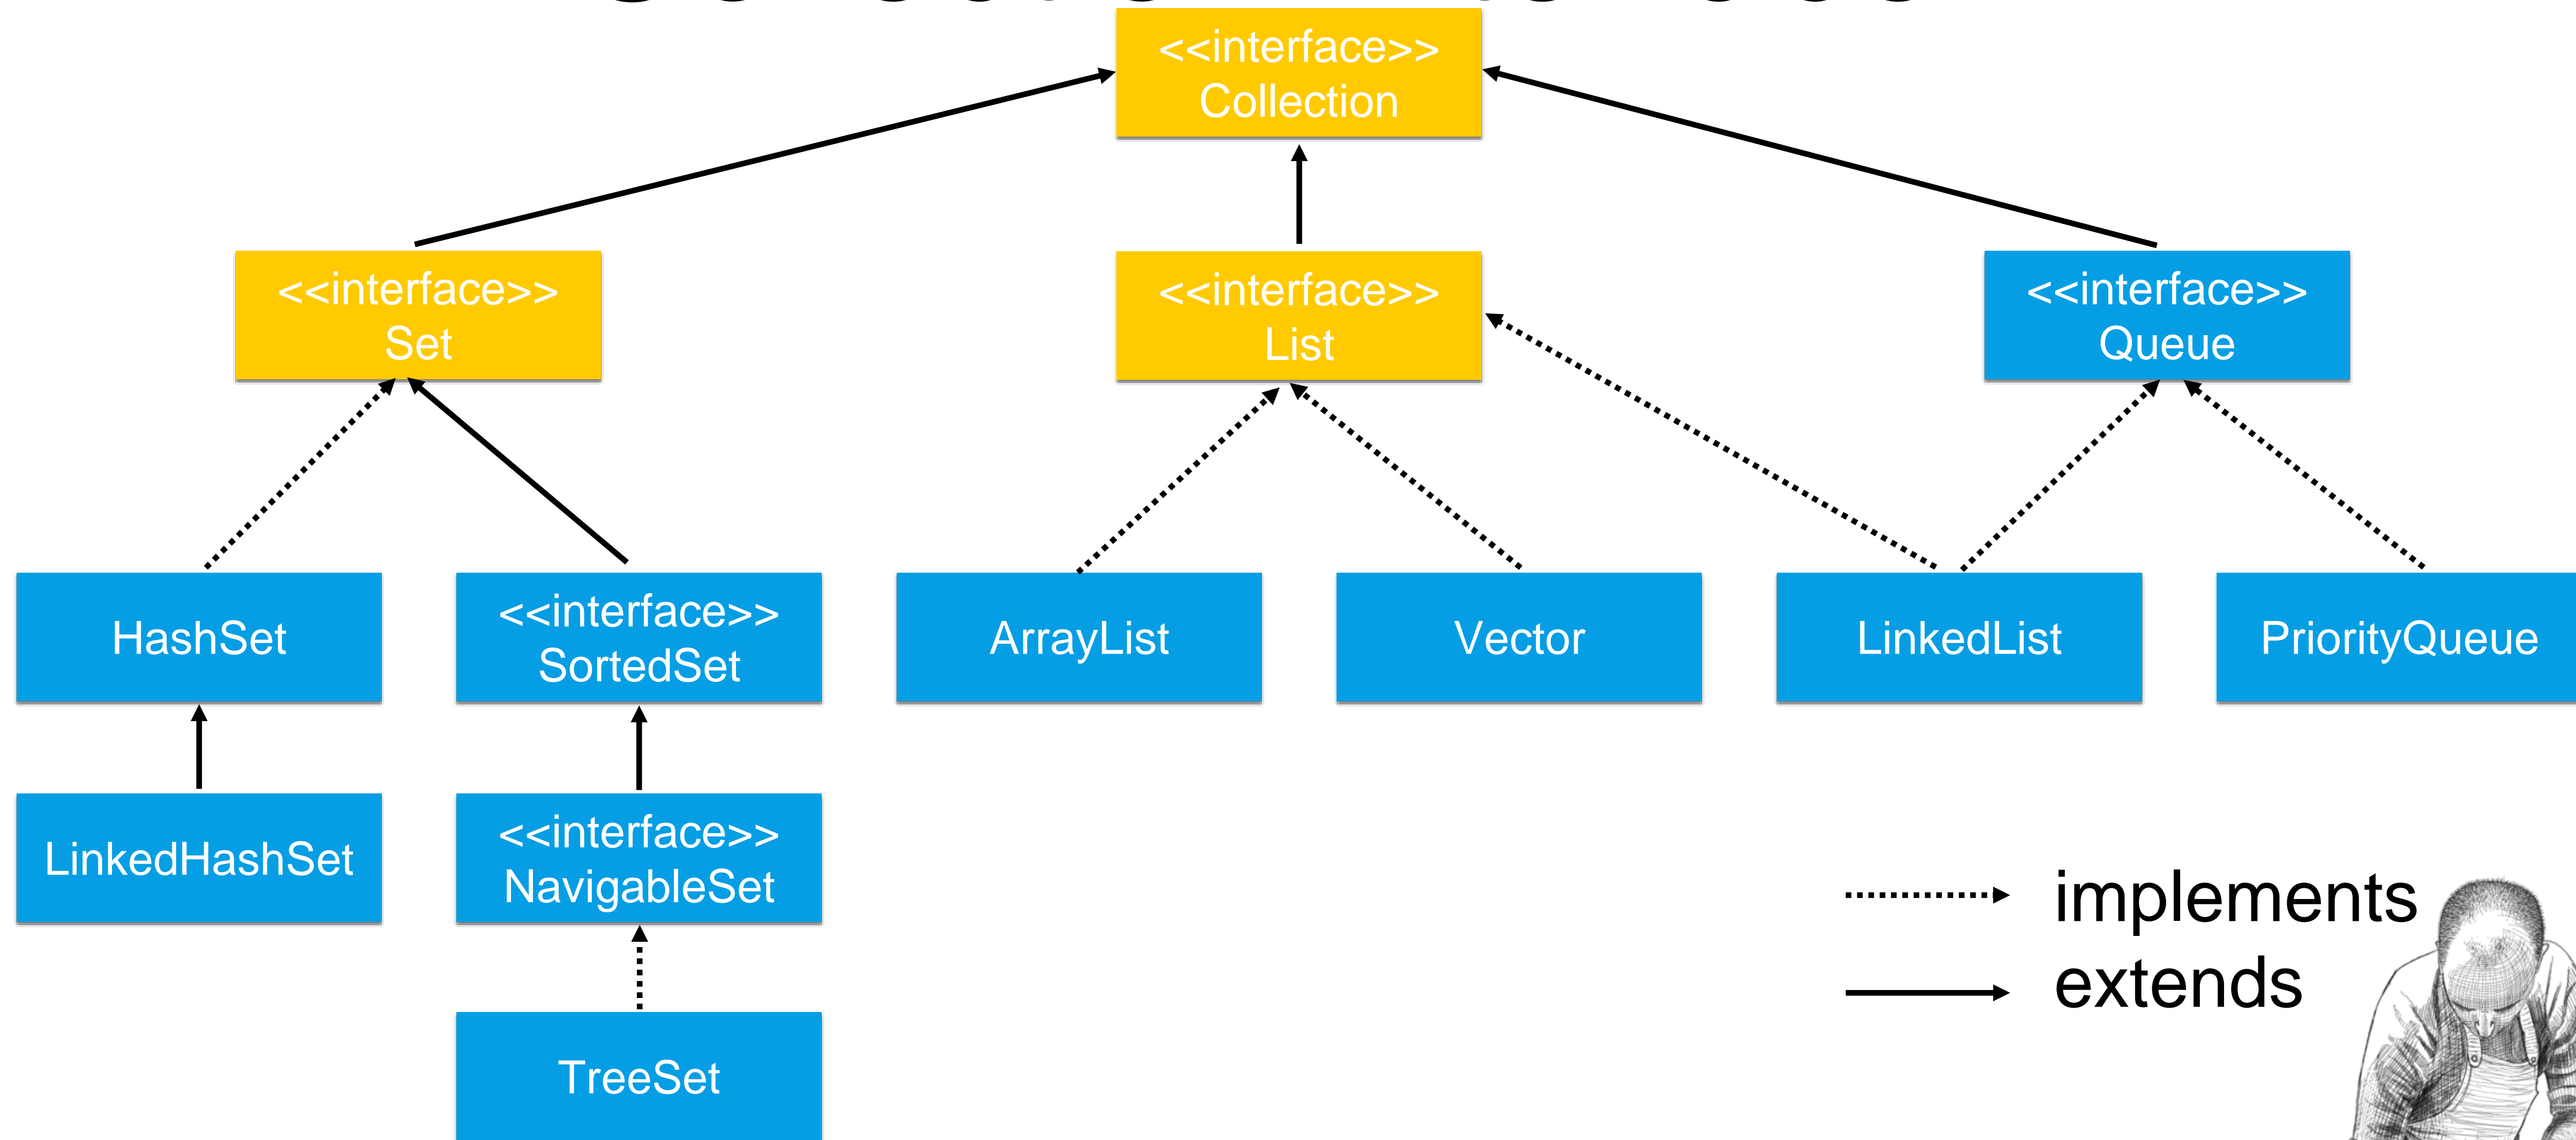 <<interface>>
Collection
<<interface>>
Set
<<interface>>
List
<<interface>>
Queue
HashSet
<<interface>>
SortedSet
ArrayList
Vector
LinkedList
PriorityQueue
LinkedHashSet
<<interface>>
NavigableSet
TreeSet
implements
extends